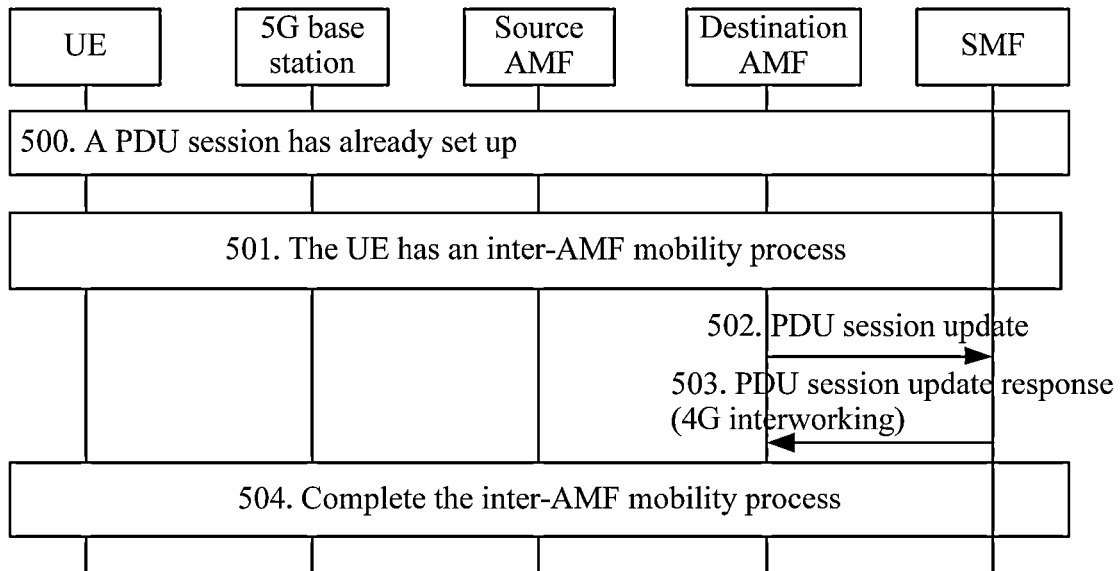 UE
5G base
station
Source
AMF
Destination
AMF
SMF
500. A PDU session has already set up
501. The UE has an inter-AMF mobility process
502. PDU session update
503. PDU session update response
(4G interworking)
504. Complete the inter-AMF mobility process